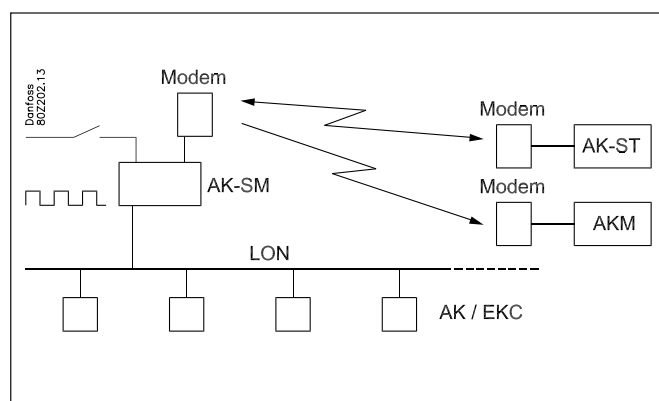 Danfoss
80Z202.13
Modem
Modem
AK-ST
AK-SM
Modem
AKM
LON
AK / EKC